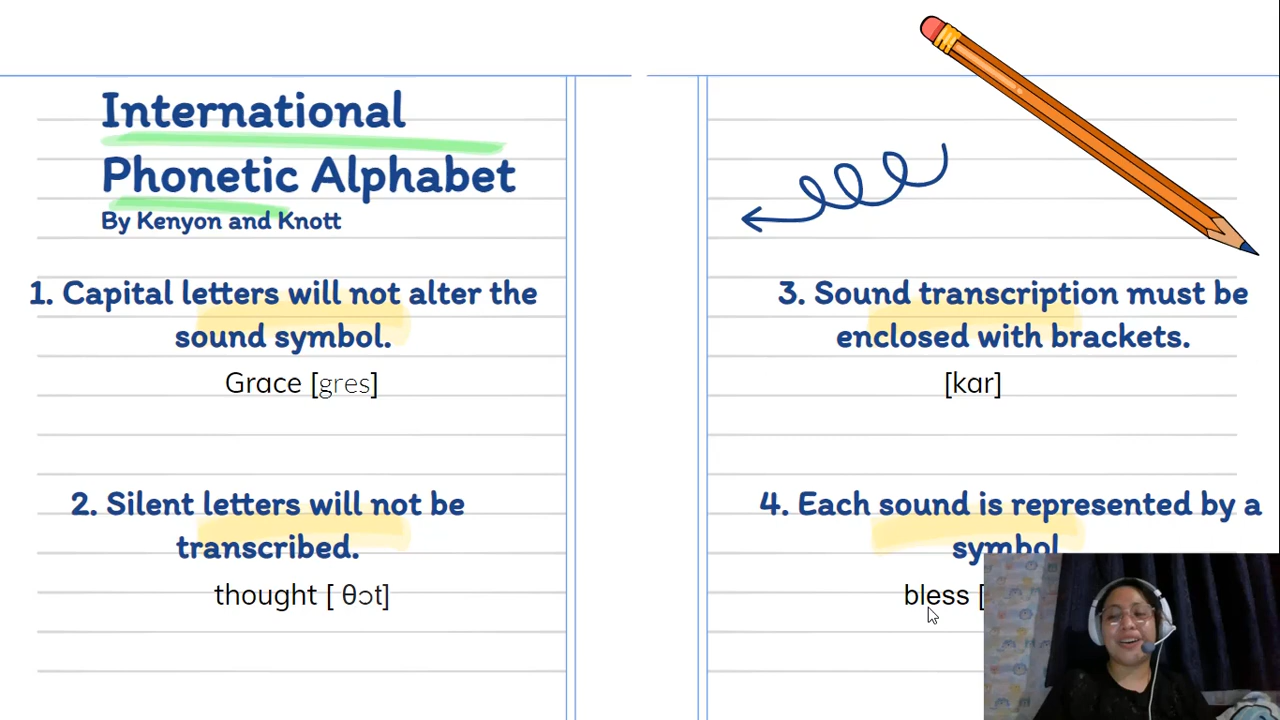 International
Phonetic Alphabet
By Kenyon and Knott
1. Capital letters will not alter the
sound symbol.
Grace [gres]
2. Silent letters will not be
transcribed.
thought [ θɔt]
3. Sound transcription must be
enclosed with brackets.
[kɑr]
4. Each sound is represented by a
symbol
bless [